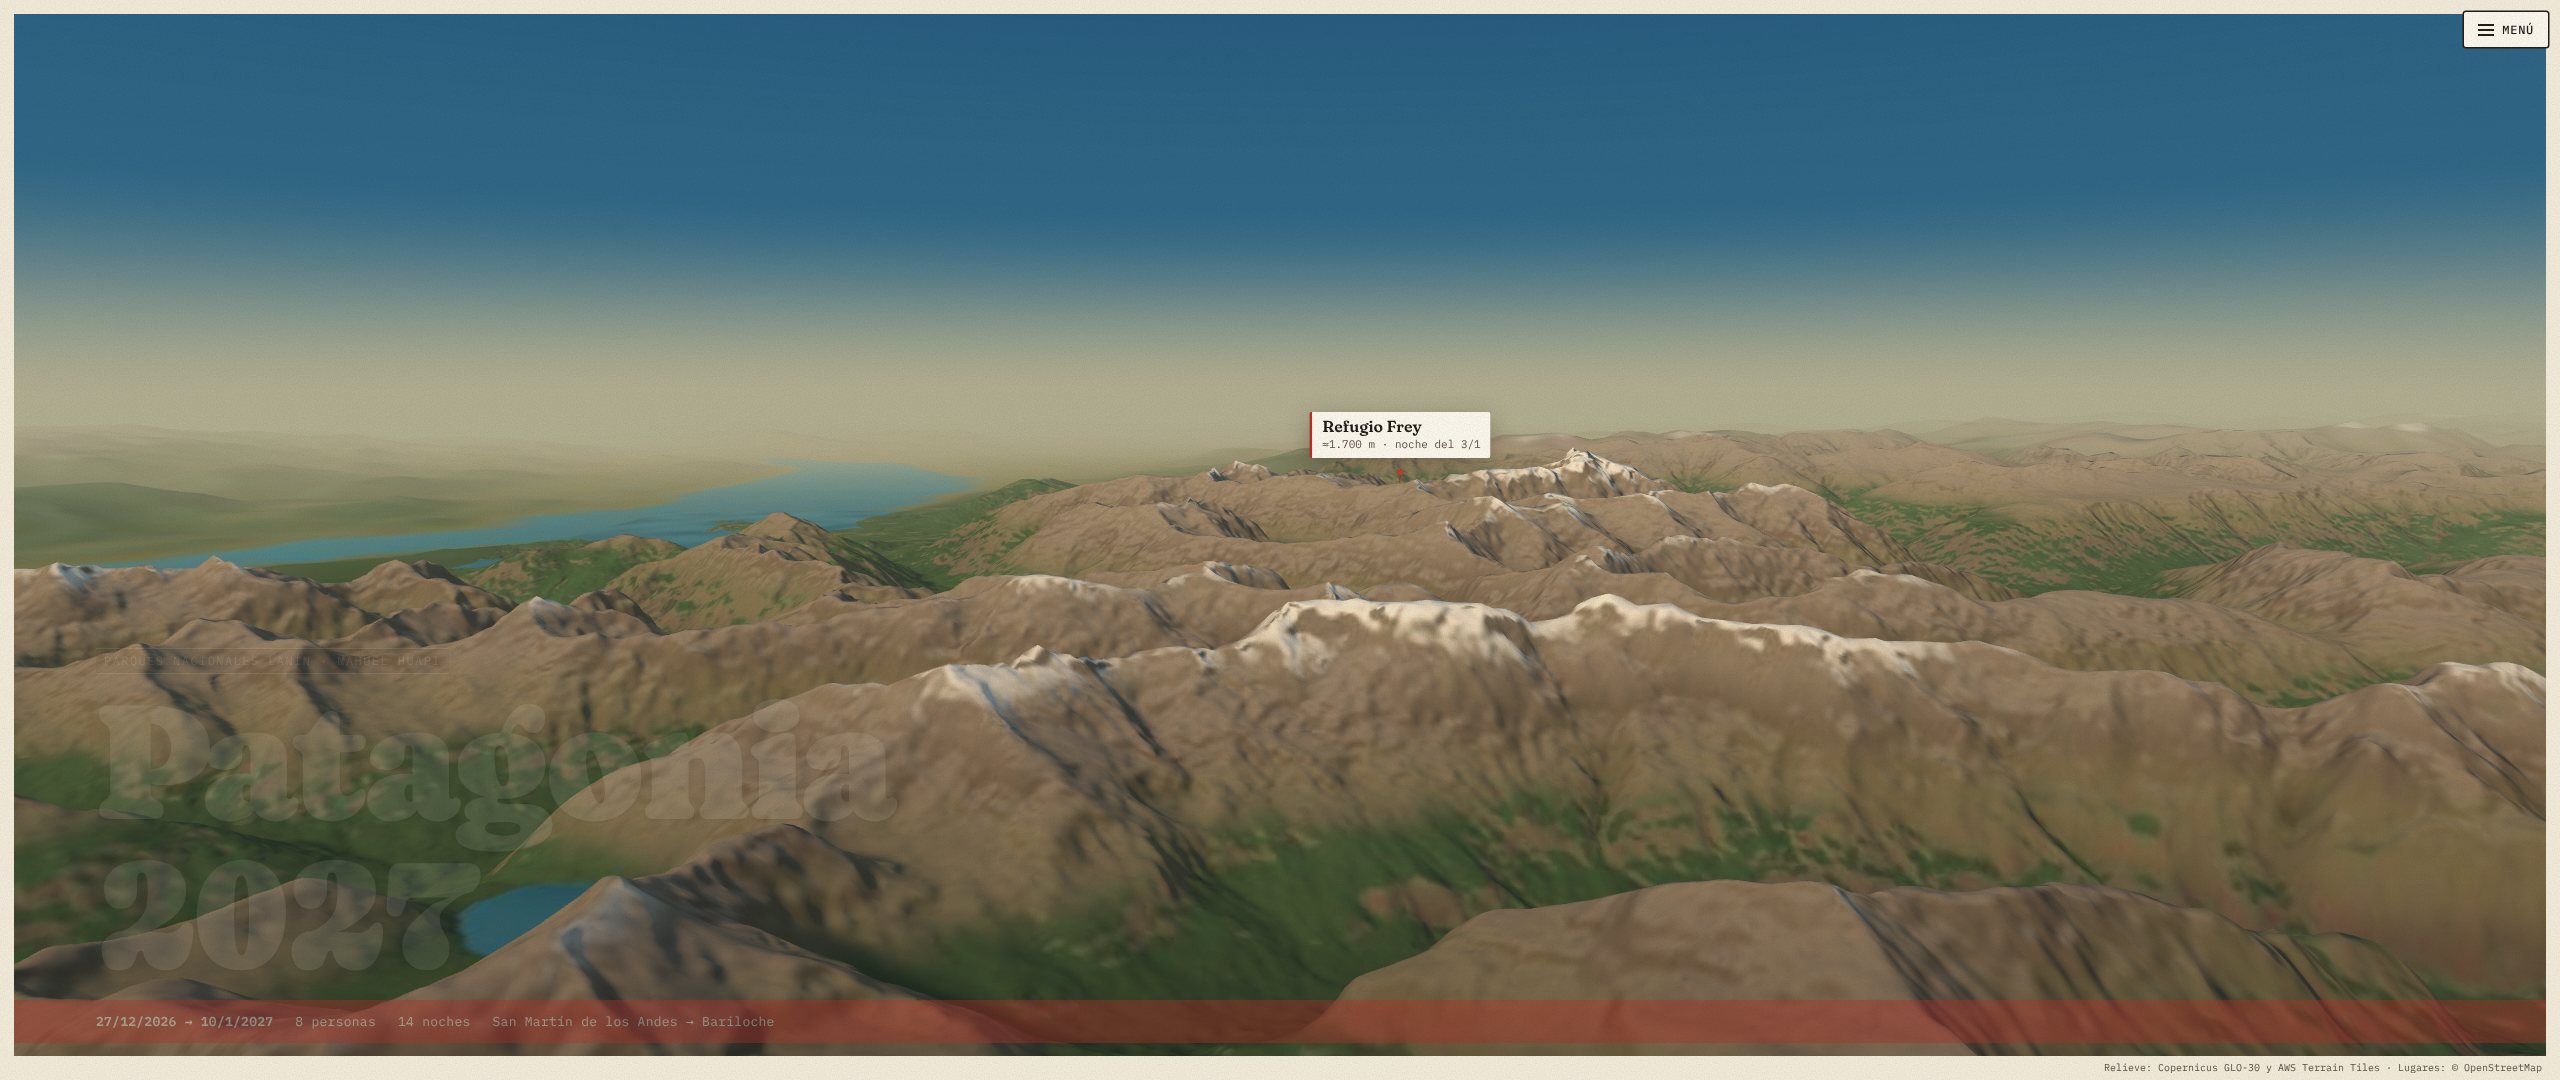 MENÚ
Refugio Frey
≈1.700 m · noche del 3/1
PARQUES NACIONALES LANÍN · NAHUEL HUAPI
Patagonia
2027
27/12/2026 → 10/1/2027 8 personas 14 noches San Martín de los Andes → Bariloche
Relieve: Copernicus GLO-30 y AWS Terrain Tiles · Lugares: © OpenStreetMap